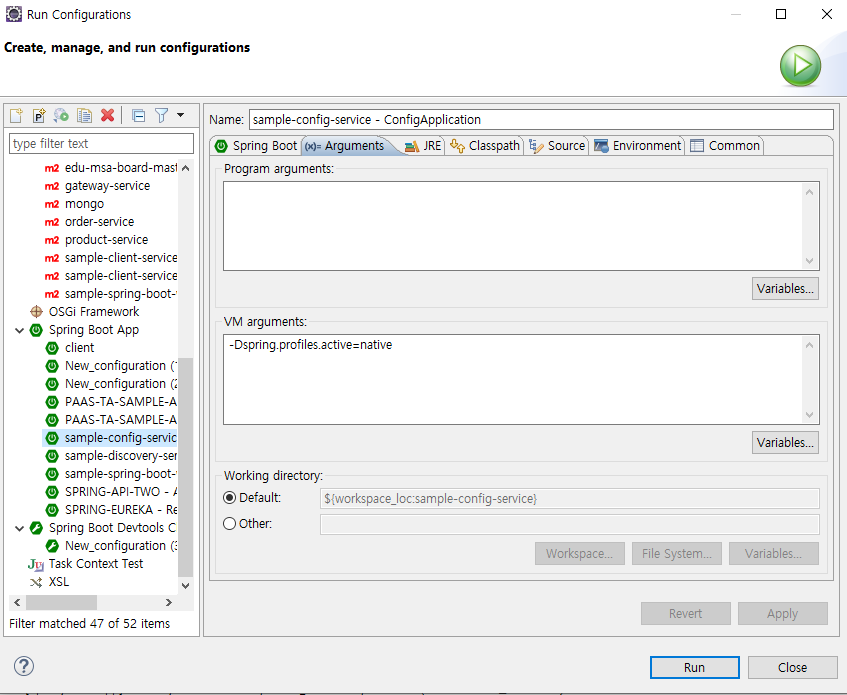 Run Configurations
Create, manage, and run configurations
type filter text
edu-msa-board-mast
gateway-service
mongo
order-service
product-service
sample-client-service
sample-client-service
sample-spring-boot-
OSGi Framework
Spring Boot App
client
New_configuration (
New_configuration (2
PAAS-TA-SAMPLE-A
PAAS-TA-SAMPLE-A
sample-config-servic
sample-discovery-ser
sample-spring-boot-
SPRING-API-TWO - A
SPRING-EUREKA - Re
Spring Boot Devtools C
New_configuration (3
Task Context Test
XSL
Filter matched 47 of 52 items
Name: sample-config-service - ConfigApplication
Spring Boot (x)= Arguments JRE Classpath Source Environment Common
Program arguments:
Variables...
VM arguments:
-Dspring.profiles.active=native
Variables...
Working directory:
Default: ${workspace_loc:sample-config-service}
Other:
Workspace... File System... Variables...
Revert Apply
Run Close